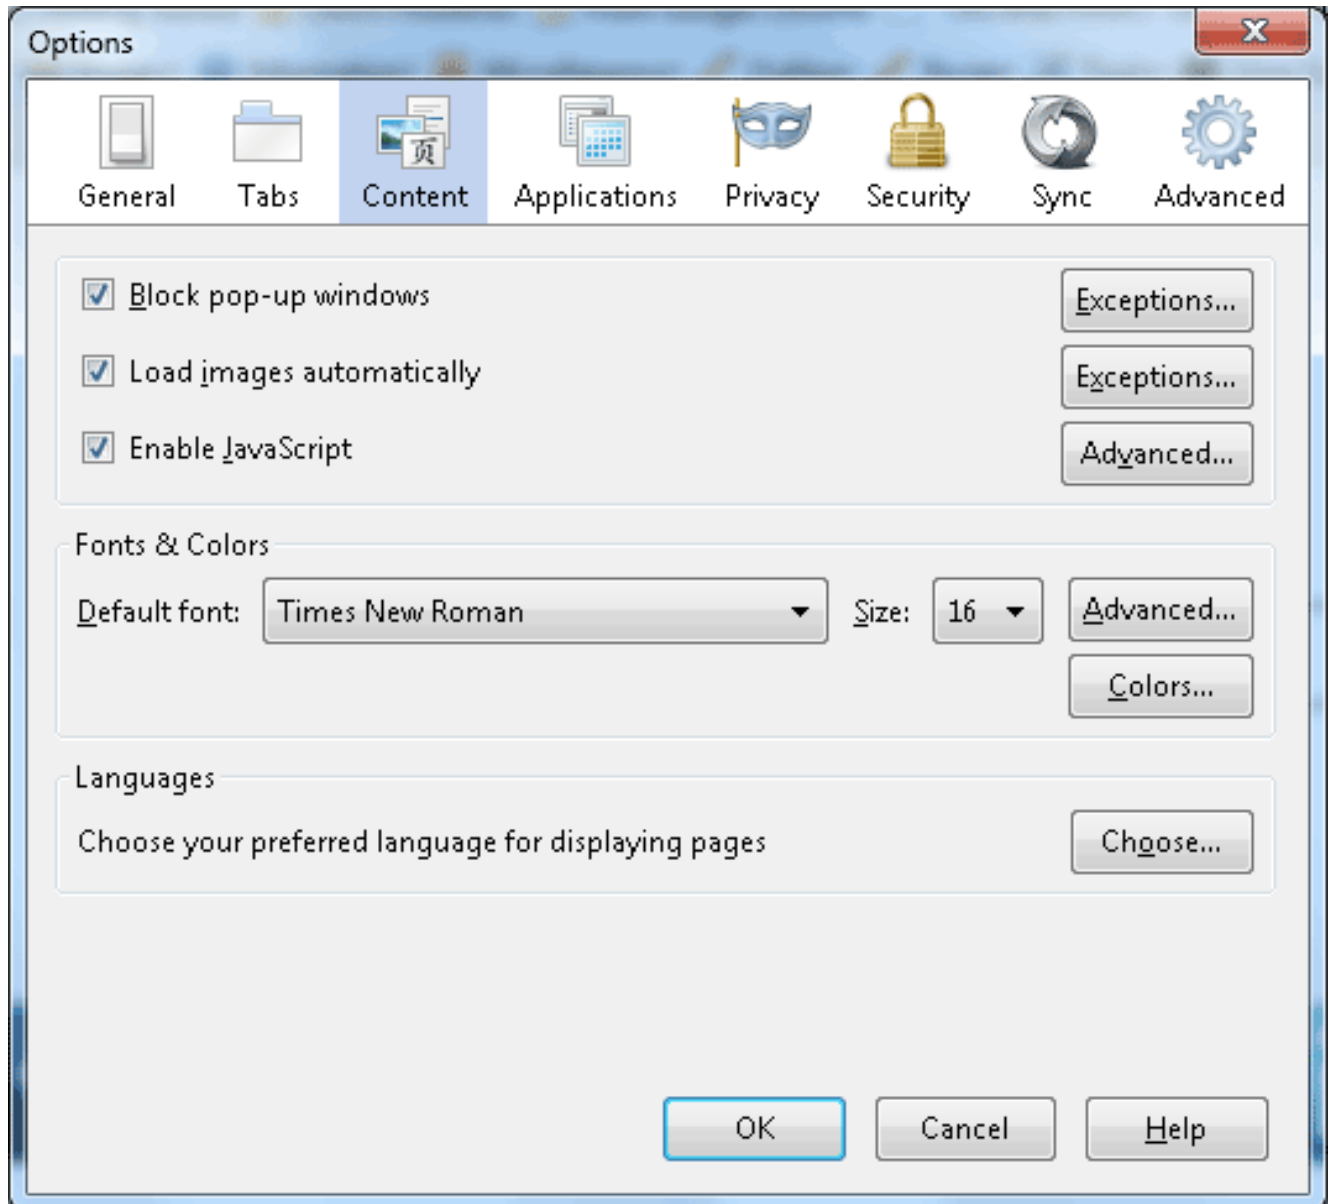 Options
General Tabs Content Applications Privacy Security Sync Advanced
页
Block pop-up windows Exceptions...
Load images automatically Exceptions...
Enable JavaScript Advanced...
Fonts & Colors
Default font: Times New Roman Size: 16 Advanced...
Colors...
Languages
Choose your preferred language for displaying pages Choose...
OK Cancel Help